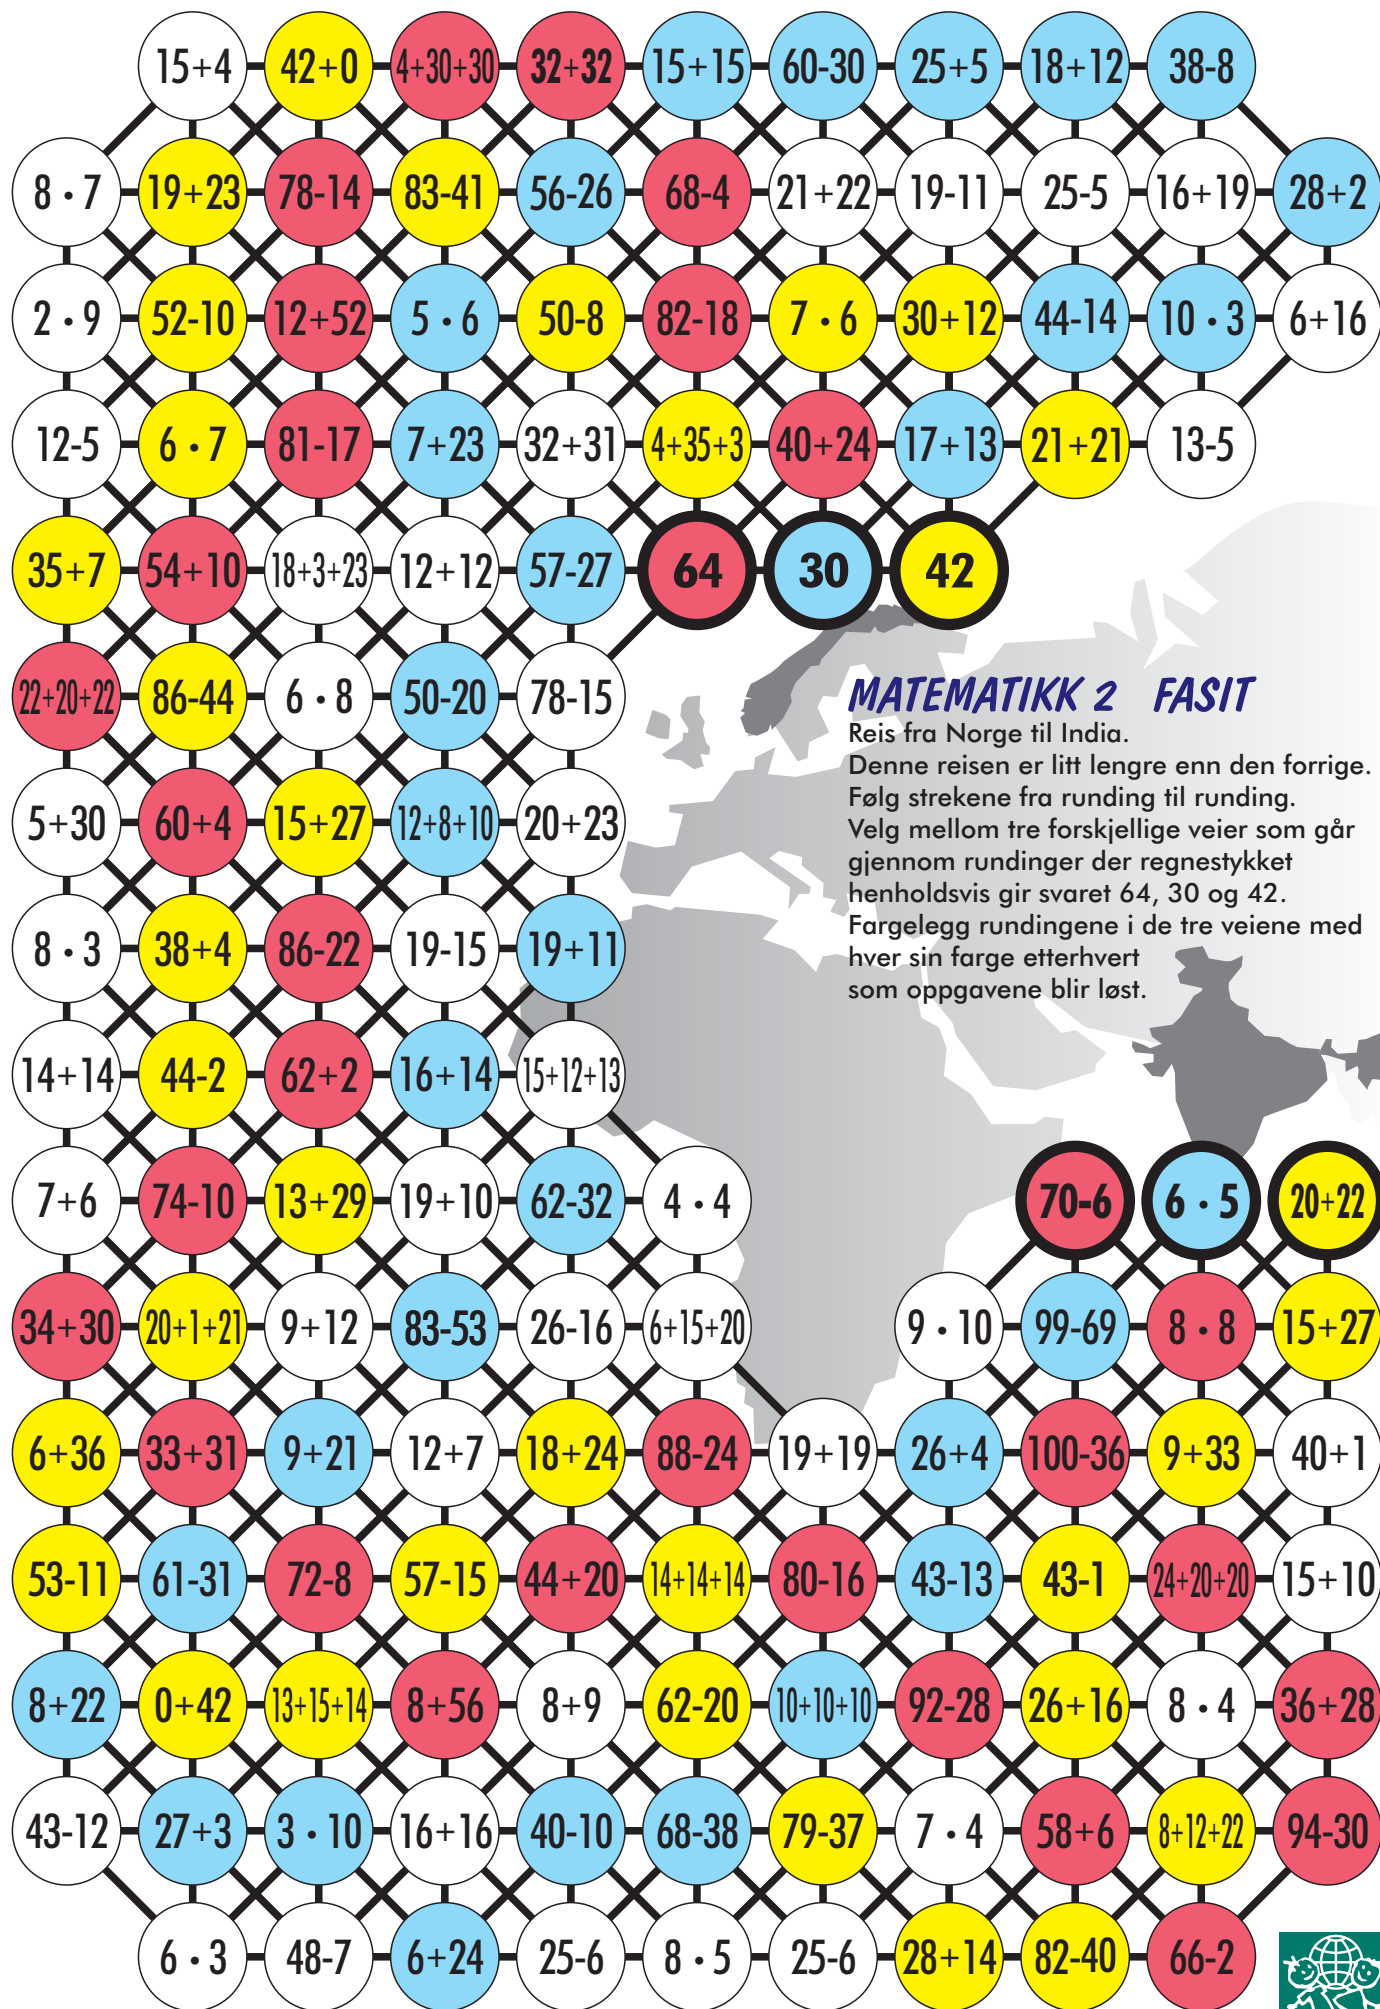 15+4 42+0 4+30+30 32+32 15+15 60-30 25+5 18+12 38-8
8 • 7 19+23 78-14 83-41 56-26 68-4 21+22 19-11 25-5 16+19 28+2
2 • 9 52-10 12+52 5 • 6 50-8 82-18 7 • 6 30+12 44-14 10 • 3 6+16
12-5 6 • 7 81-17 7+23 32+31 4+35+3 40+24 17+13 21+21 13-5
35+7 54+10 18+3+23 12+12 57-27 64 30 42
22+20+22 86-44 6 • 8 50-20 78-15
MATEMATIKK 2 FASIT
Reis fra Norge til India.
Denne reisen er litt lengre enn den forrige.
Følg strekene fra runding til runding.
Velg mellom tre forskjellige veier som går
gjennom rundinger der regnestykket
henholdsvis gir svaret 64, 30 og 42.
Fargelegg rundingene i de tre veiene med
hver sin farge etterhvert
som oppgavene blir løst.
5+30 60+4 15+27 12+8+10 20+23
8 • 3 38+4 86-22 19-15 19+11
14+14 44-2 62+2 16+14 15+12+13
7+6 74-10 13+29 19+10 62-32 4 • 4 70-6 6 • 5 20+22
34+30 20+1+21 9+12 83-53 26-16 6+15+20 9 • 10 99-69 8 • 8 15+27
6+36 33+31 9+21 12+7 18+24 88-24 19+19 26+4 100-36 9+33 40+1
53-11 61-31 72-8 57-15 44+20 14+14+14 80-16 43-13 43-1 24+20+20 15+10
8+22 0+42 13+15+14 8+56 8+9 62-20 10+10+10 92-28 26+16 8 • 4 36+28
43-12 27+3 3 • 10 16+16 40-10 68-38 79-37 7 • 4 58+6 8+12+22 94-30
6 • 3 48-7 6+24 25-6 8 • 5 25-6 28+14 82-40 66-2